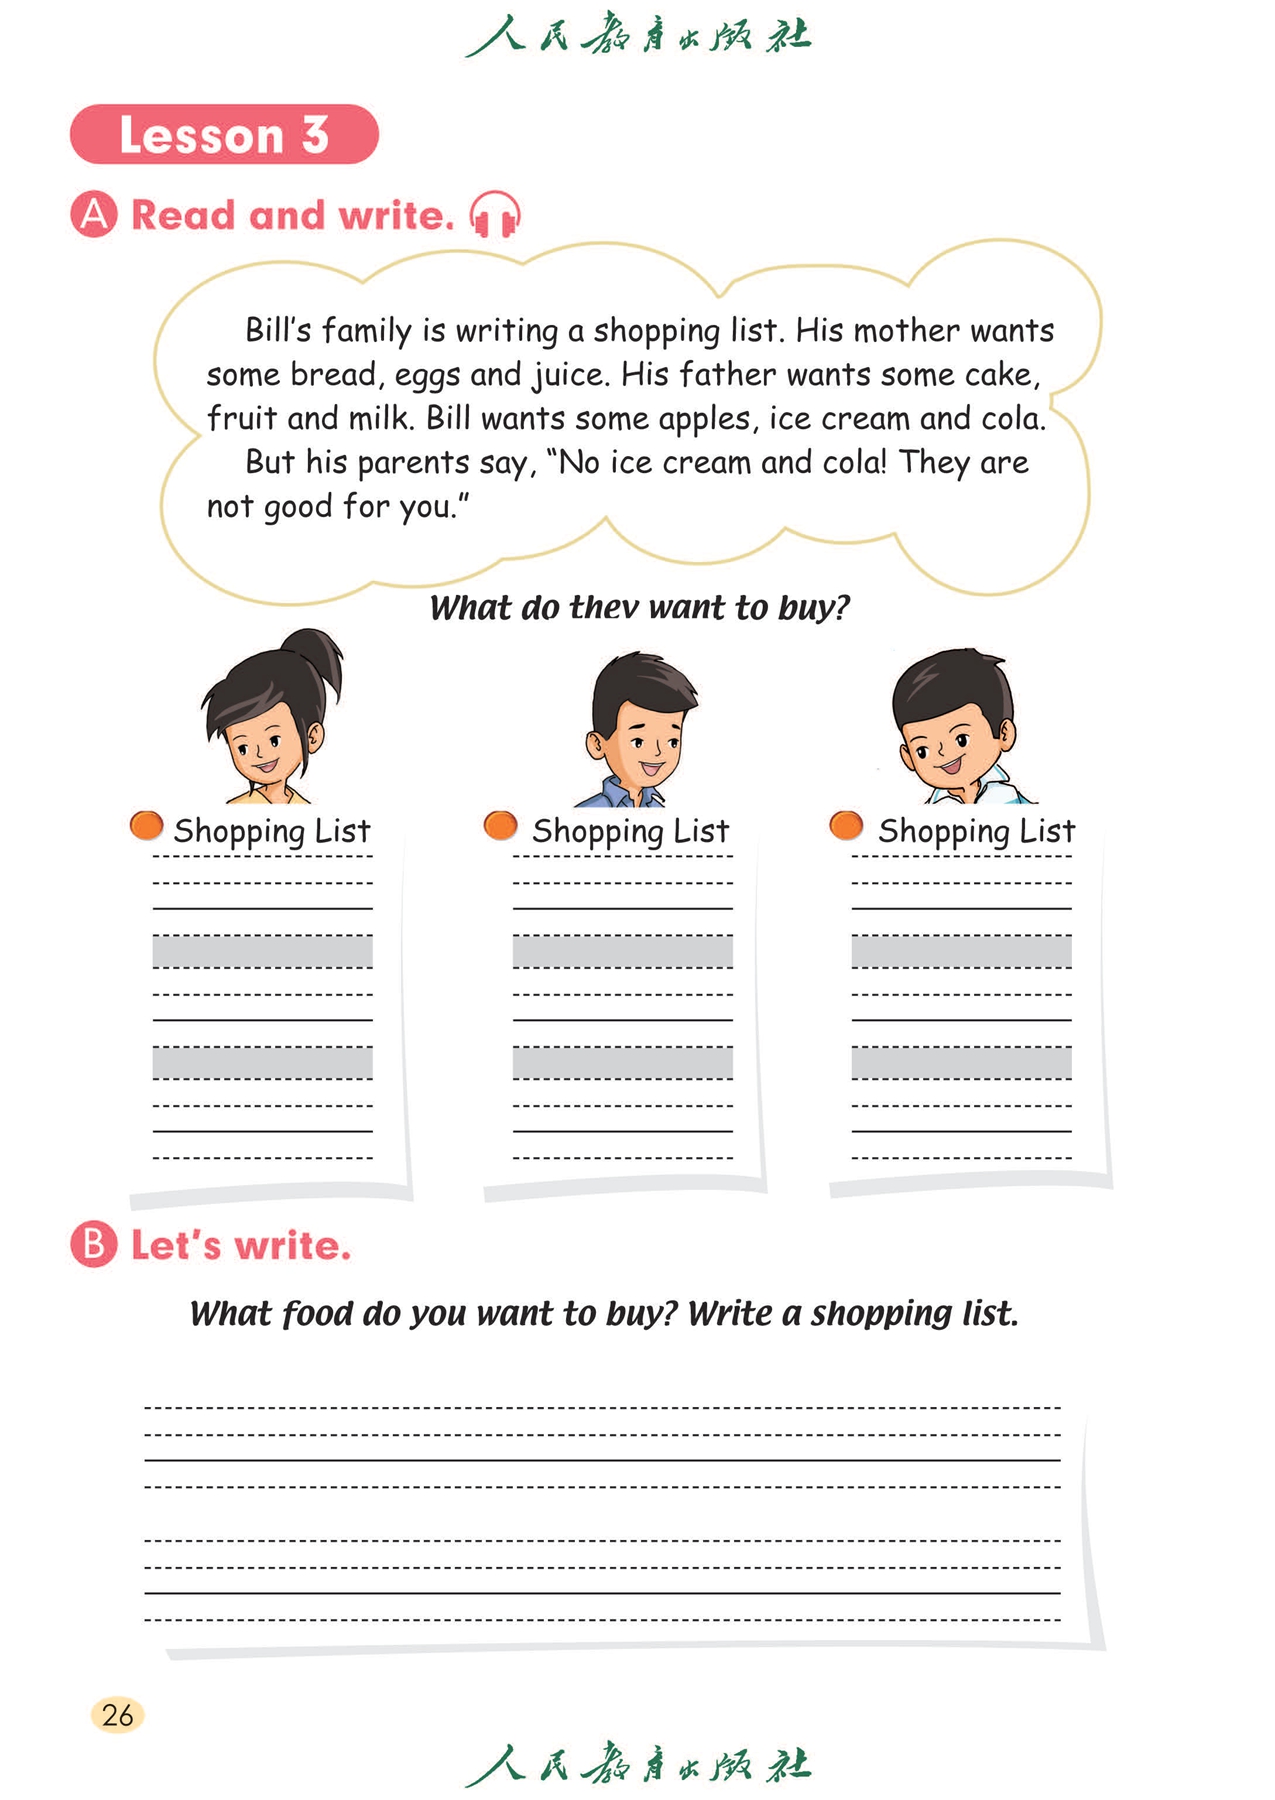 人民教育出版社
Lesson 3
A Read and write.
Bill's family is writing a shopping list. His mother wants
some bread, eggs and juice. His father wants some cake,
fruit and milk. Bill wants some apples, ice cream and cola.
But his parents say, “No ice cream and cola! They are
not good for you.”
What do they want to buy?
Shopping List Shopping List Shopping List
B Let's write.
What food do you want to buy? Write a shopping list.
26
人民教育出版社